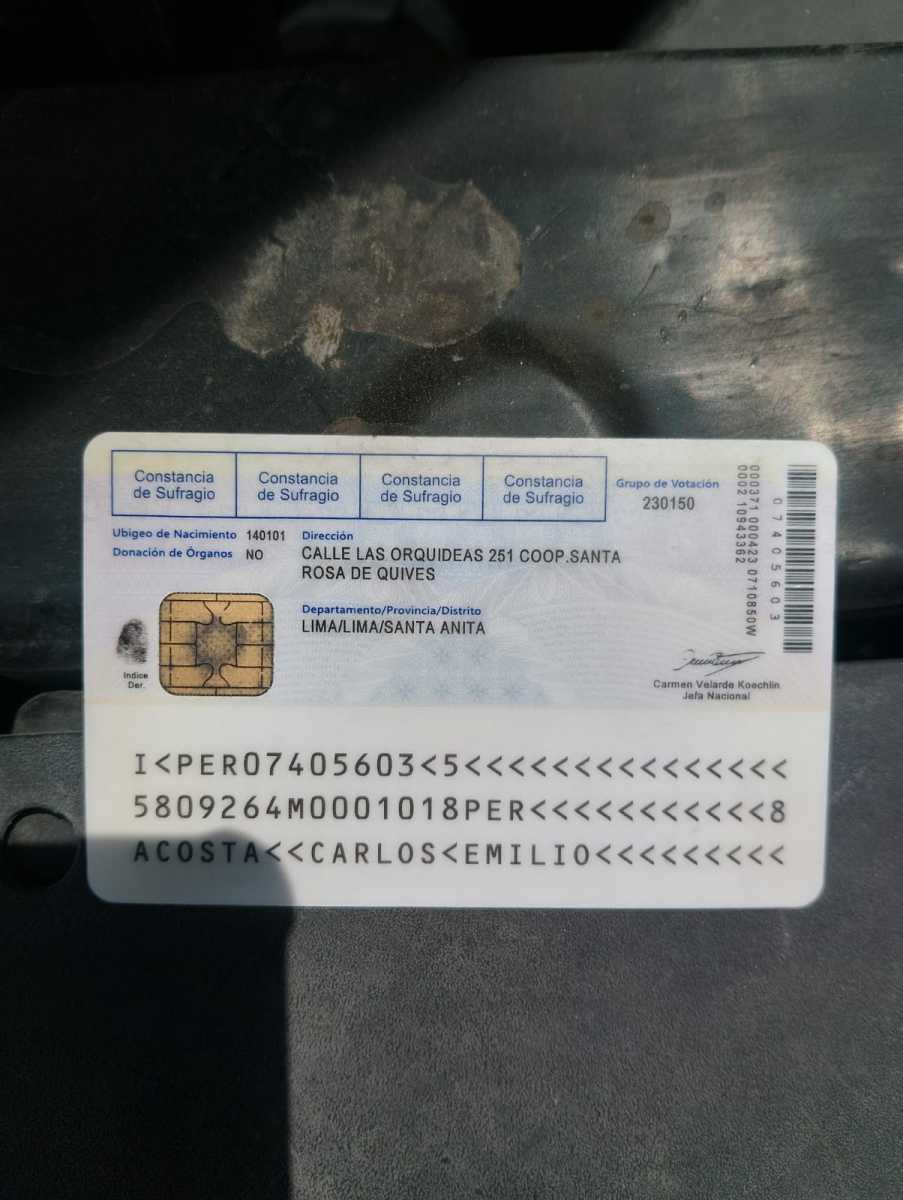 Constancia de Sufragio
Constancia de Sufragio
Constancia de Sufragio
Constancia de Sufragio
Grupo de Votación
230150
Ubigeo de Nacimiento 140101
Donación de Órganos NO
Dirección
CALLE LAS ORQUIDEAS 251 COOP.SANTA
ROSA DE QUIVES
Departamento/Provincia/Distrito
LIMA/LIMA/SANTA ANITA
Indice
Der.
000371 000423 0710850W
0002 10943362
07405603
Carmen Velarde Koechlin
Jefa Nacional
I<PER07405603<5<<<<<<<<<<<<<<<
5809264M0001018PER<<<<<<<<<<<8
ACOSTA<<CARLOS<EMILIO<<<<<<<<<